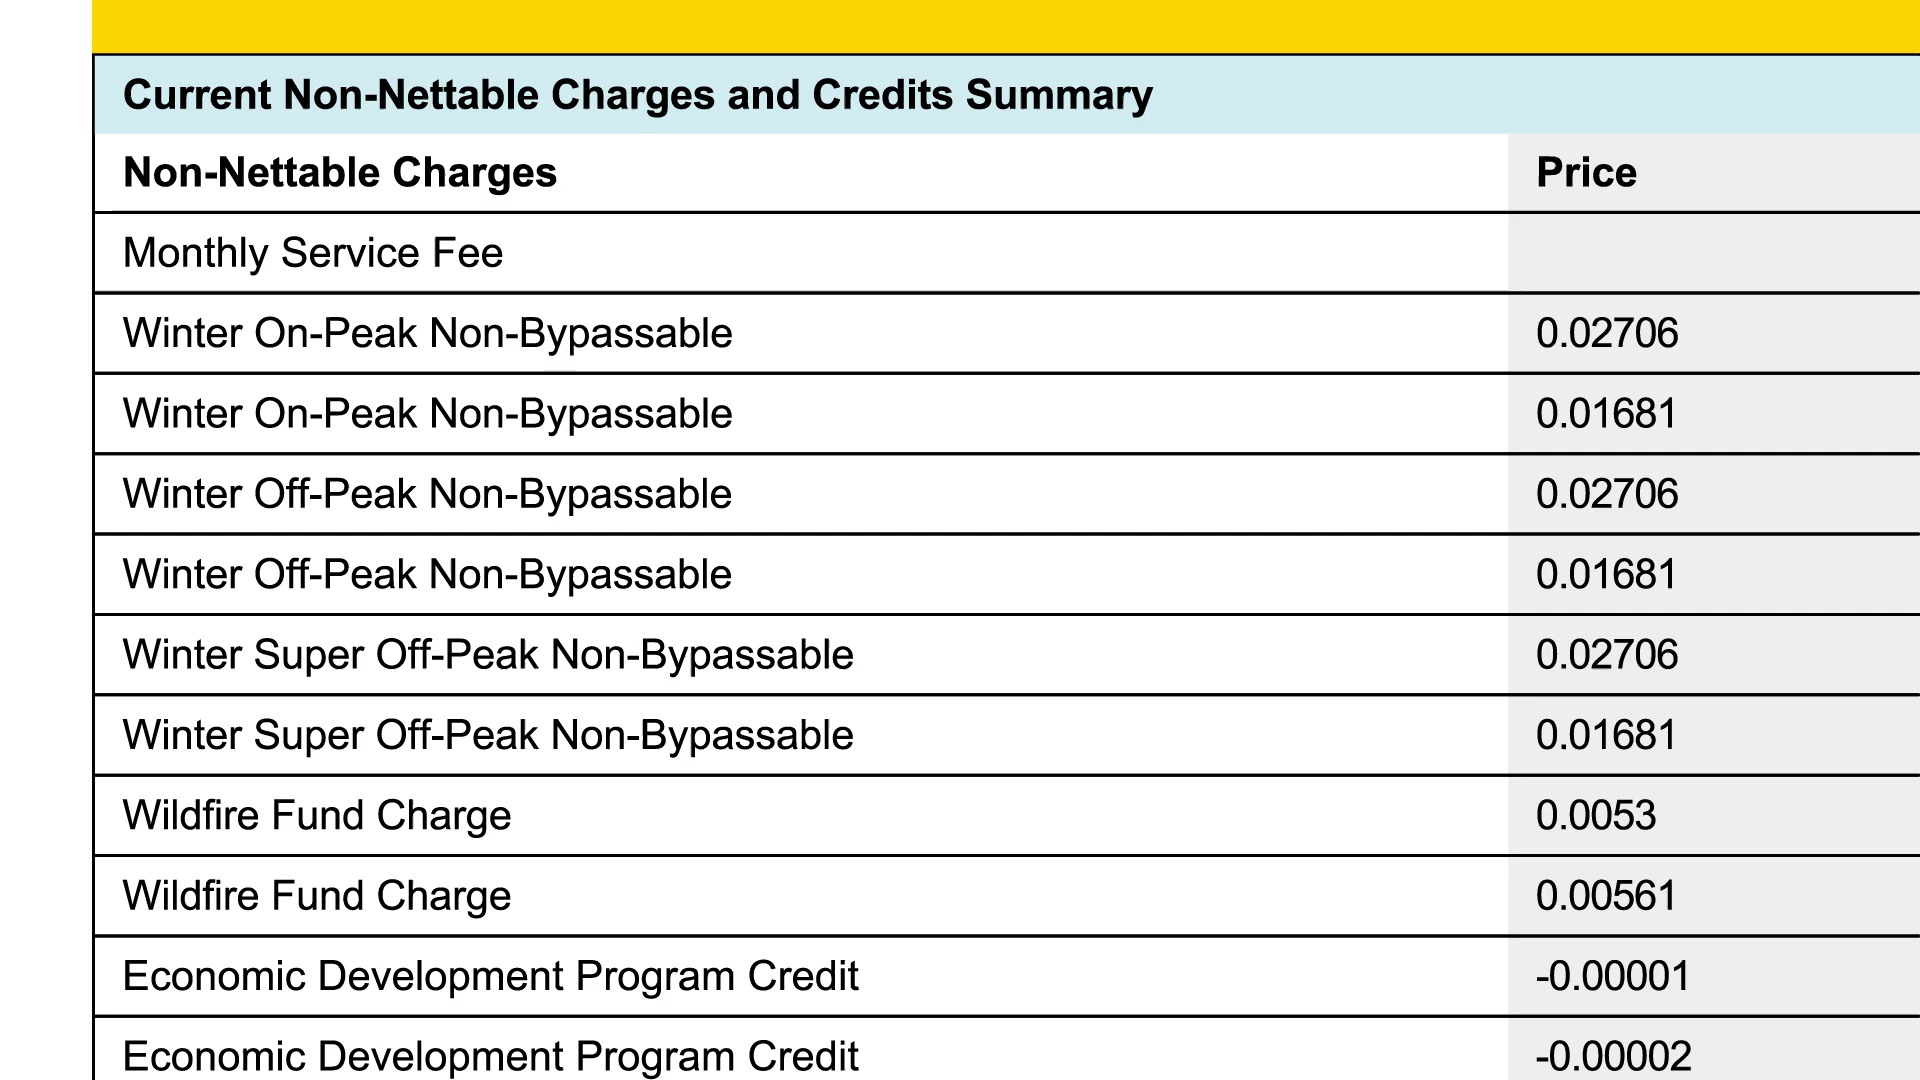 Current Non-Nettable Charges and Credits Summary
Non-Nettable Charges Price
Monthly Service Fee
Winter On-Peak Non-Bypassable 0.02706
Winter On-Peak Non-Bypassable 0.01681
Winter Off-Peak Non-Bypassable 0.02706
Winter Off-Peak Non-Bypassable 0.01681
Winter Super Off-Peak Non-Bypassable 0.02706
Winter Super Off-Peak Non-Bypassable 0.01681
Wildfire Fund Charge 0.0053
Wildfire Fund Charge 0.00561
Economic Development Program Credit -0.00001
Economic Development Program Credit -0.00002